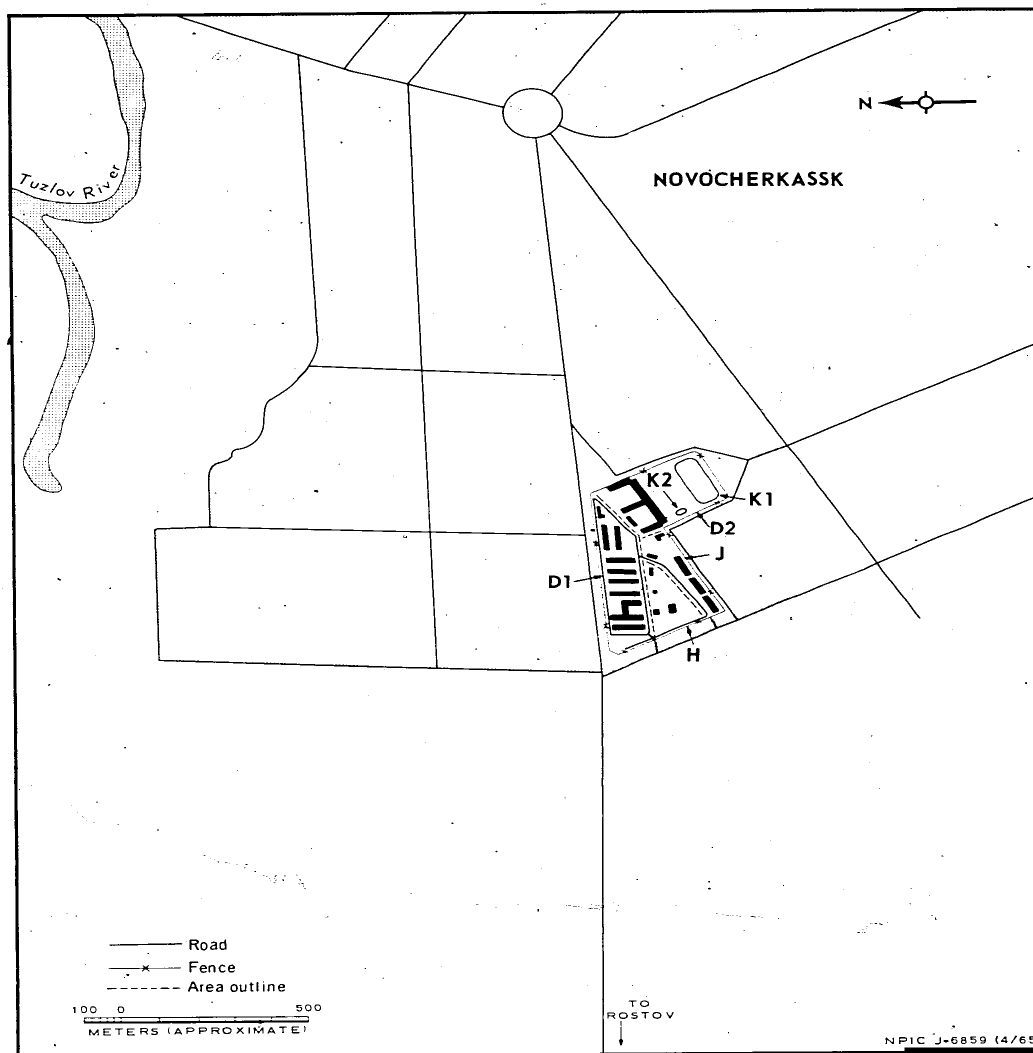 N
Tuzlov River
NOVOCHERKASSK
K2
K1
D2
J
D1
H
Road
Fence
Area outline
100 0 500
METERS (APPROXIMATE)
TO
ROSTOV
NPIC J-6859 (4/65